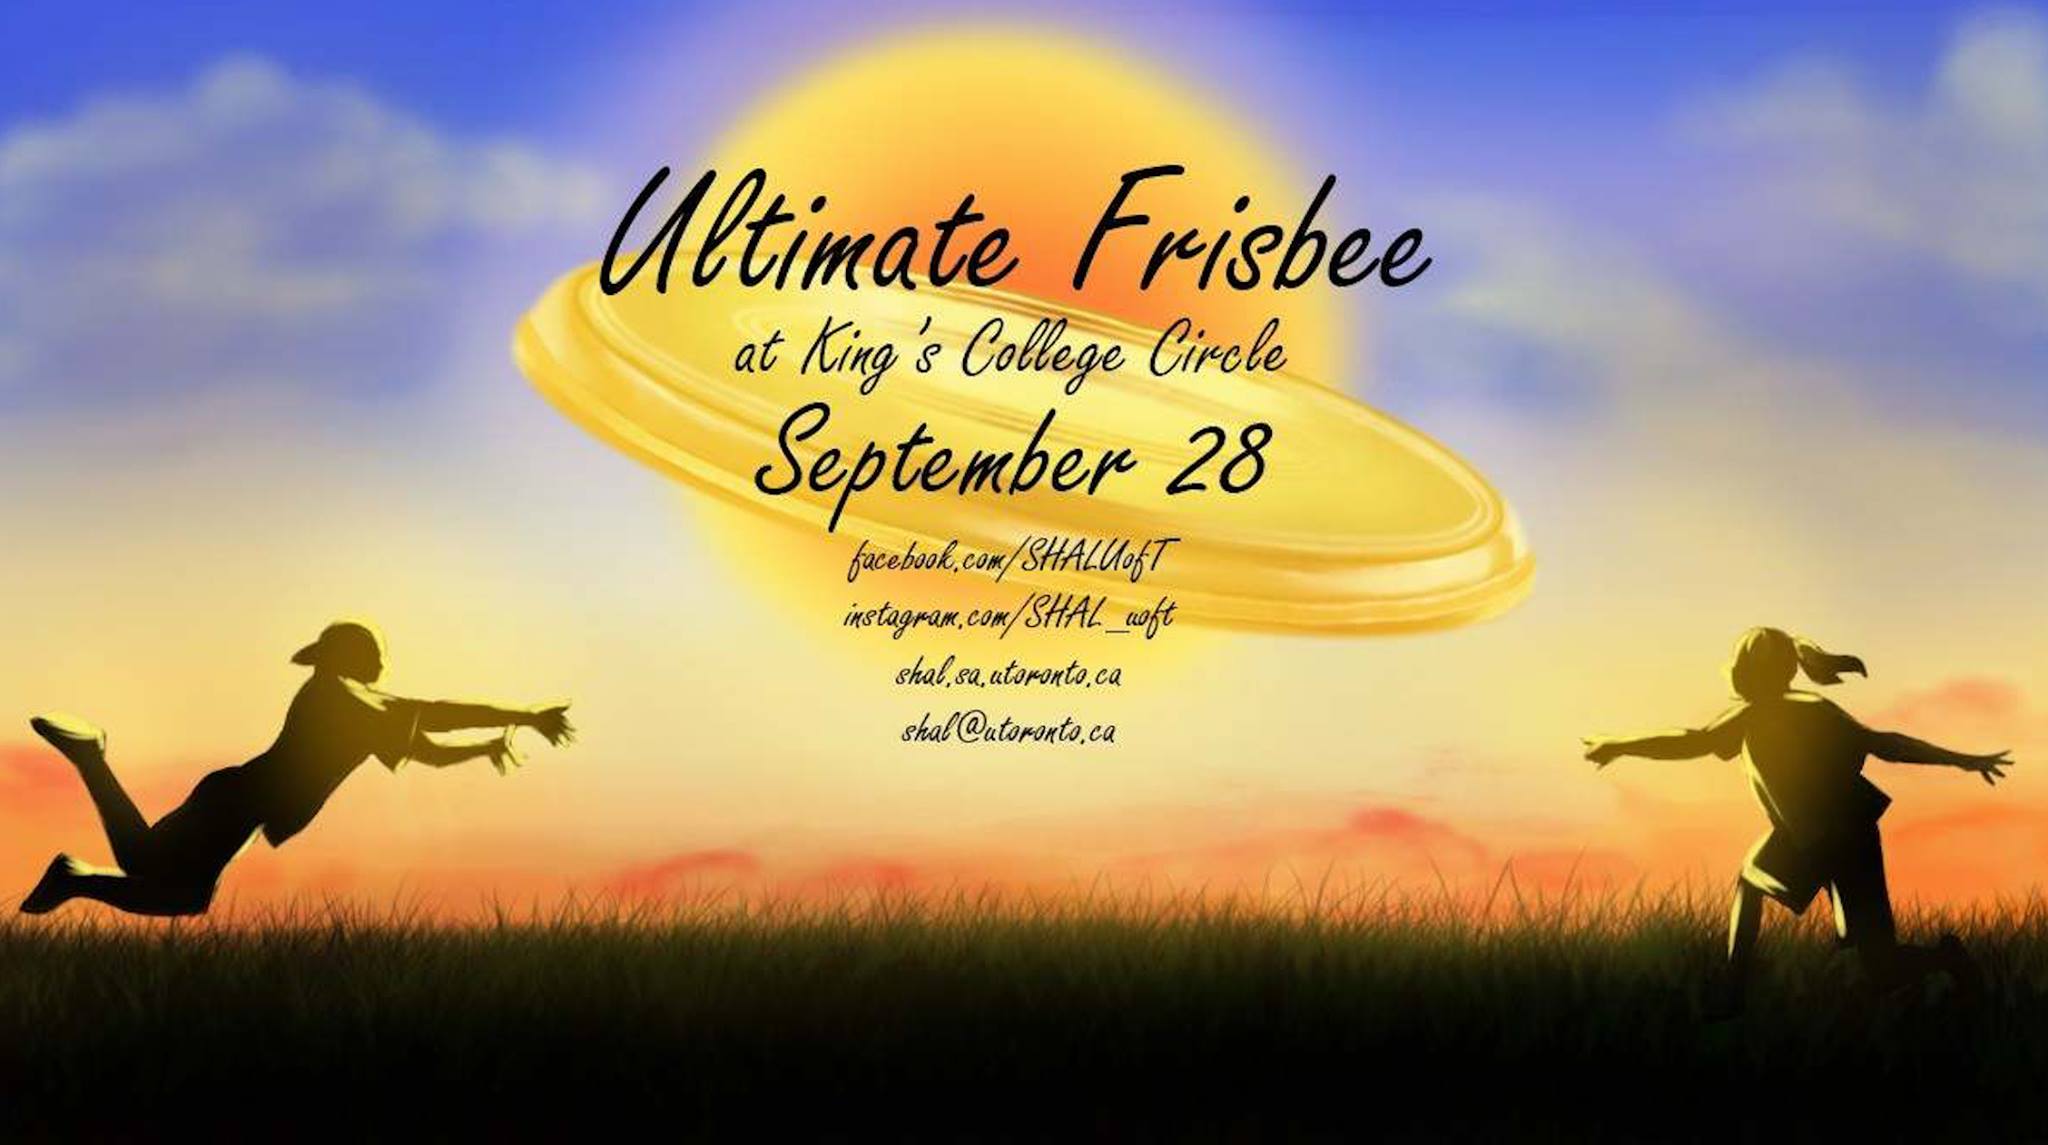 Ultimate Frisbee
at King's College Circle
September 28
facebook.com/SHALUofT
instagram.com/SHAL_uoft
shal.sa.utoronto.ca
shal@utoronto.ca